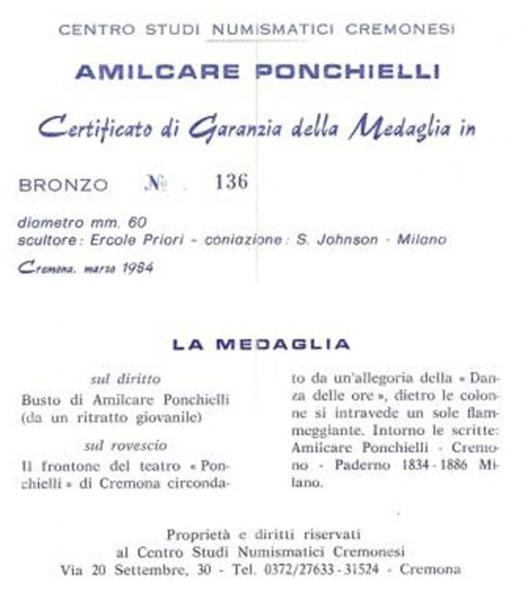 CENTRO STUDI NUMISMATICI CREMONESI
AMILCARE PONCHIELLI
Certificato di Garanzia della Medaglia in
BRONZO № 136
diametro mm. 60
scultore: Ercole Priori - coniazione: S. Johnson - Milano
Cremona, marzo 1984
LA MEDAGLIA
sul diritto
Busto di Amilcare Ponchielli
(da un ritratto giovanile)
sul rovescio
Il frontone del teatro « Pon-
chielli » di Cremona circonda-
to da un'allegoria della « Dan-
za delle ore », dietro le colon-
ne si intravede un sole fiam-
meggiante. Intorno le scritte:
Amilcare Ponchielli - Cremo-
no - Paderno 1834 - 1886 Mi-
lano.
Proprietà e diritti riservati
al Centro Studi Numismatici Cremonesi
Via 20 Settembre, 30 - Tel. 0372/27633 - 31524 - Cremona